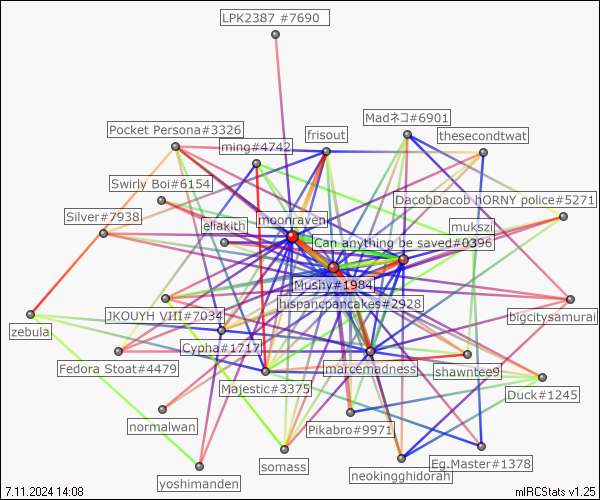 LPK2387 #7690
Madネコ#6901
Pocket Persona#3326
frisout
thesecondtwat
ming#4742
Swirly Boi#6154
DacobDacob hORNY police#5271
Silver#7938
moonraven
eliakith
mukszi
Can anything be saved#0396
Mushy#1984
hispancpancakes#2928
JKOUYH VIII#7034
bigcitysamurai
zebula
Cypha#1717
Fedora Stoat#4479
marcemadness
shawntee9
Majestic#3375
Duck#1245
normalwan
Pikabro#9971
somass
Eg.Master#1378
neokingghidorah
yoshimanden
7.11.2024 14:08
mIRCStats v1.25